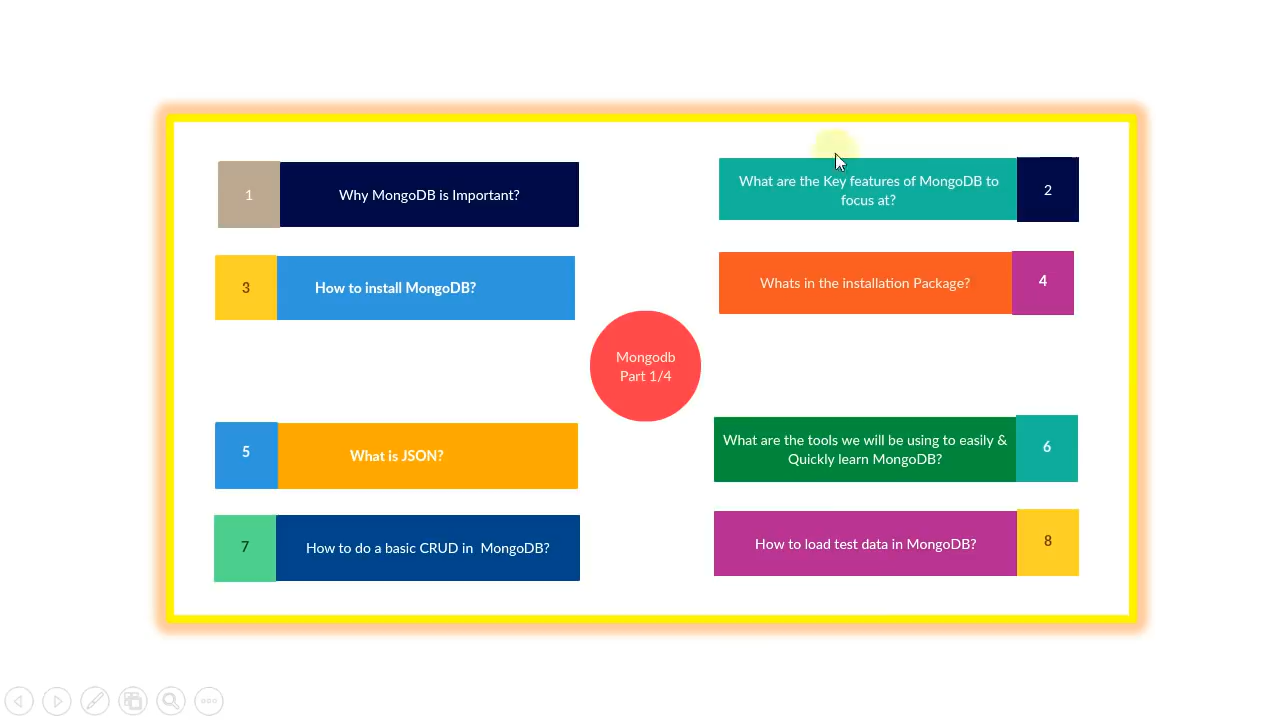 1
Why MongoDB is Important?
What are the Key features of MongoDB to
focus at?
2
3
How to install MongoDB?
Whats in the installation Package?
4
Mongodb
Part 1/4
5
What is JSON?
What are the tools we will be using to easily &
Quickly learn MongoDB?
6
7
How to do a basic CRUD in  MongoDB?
How to load test data in MongoDB?
8